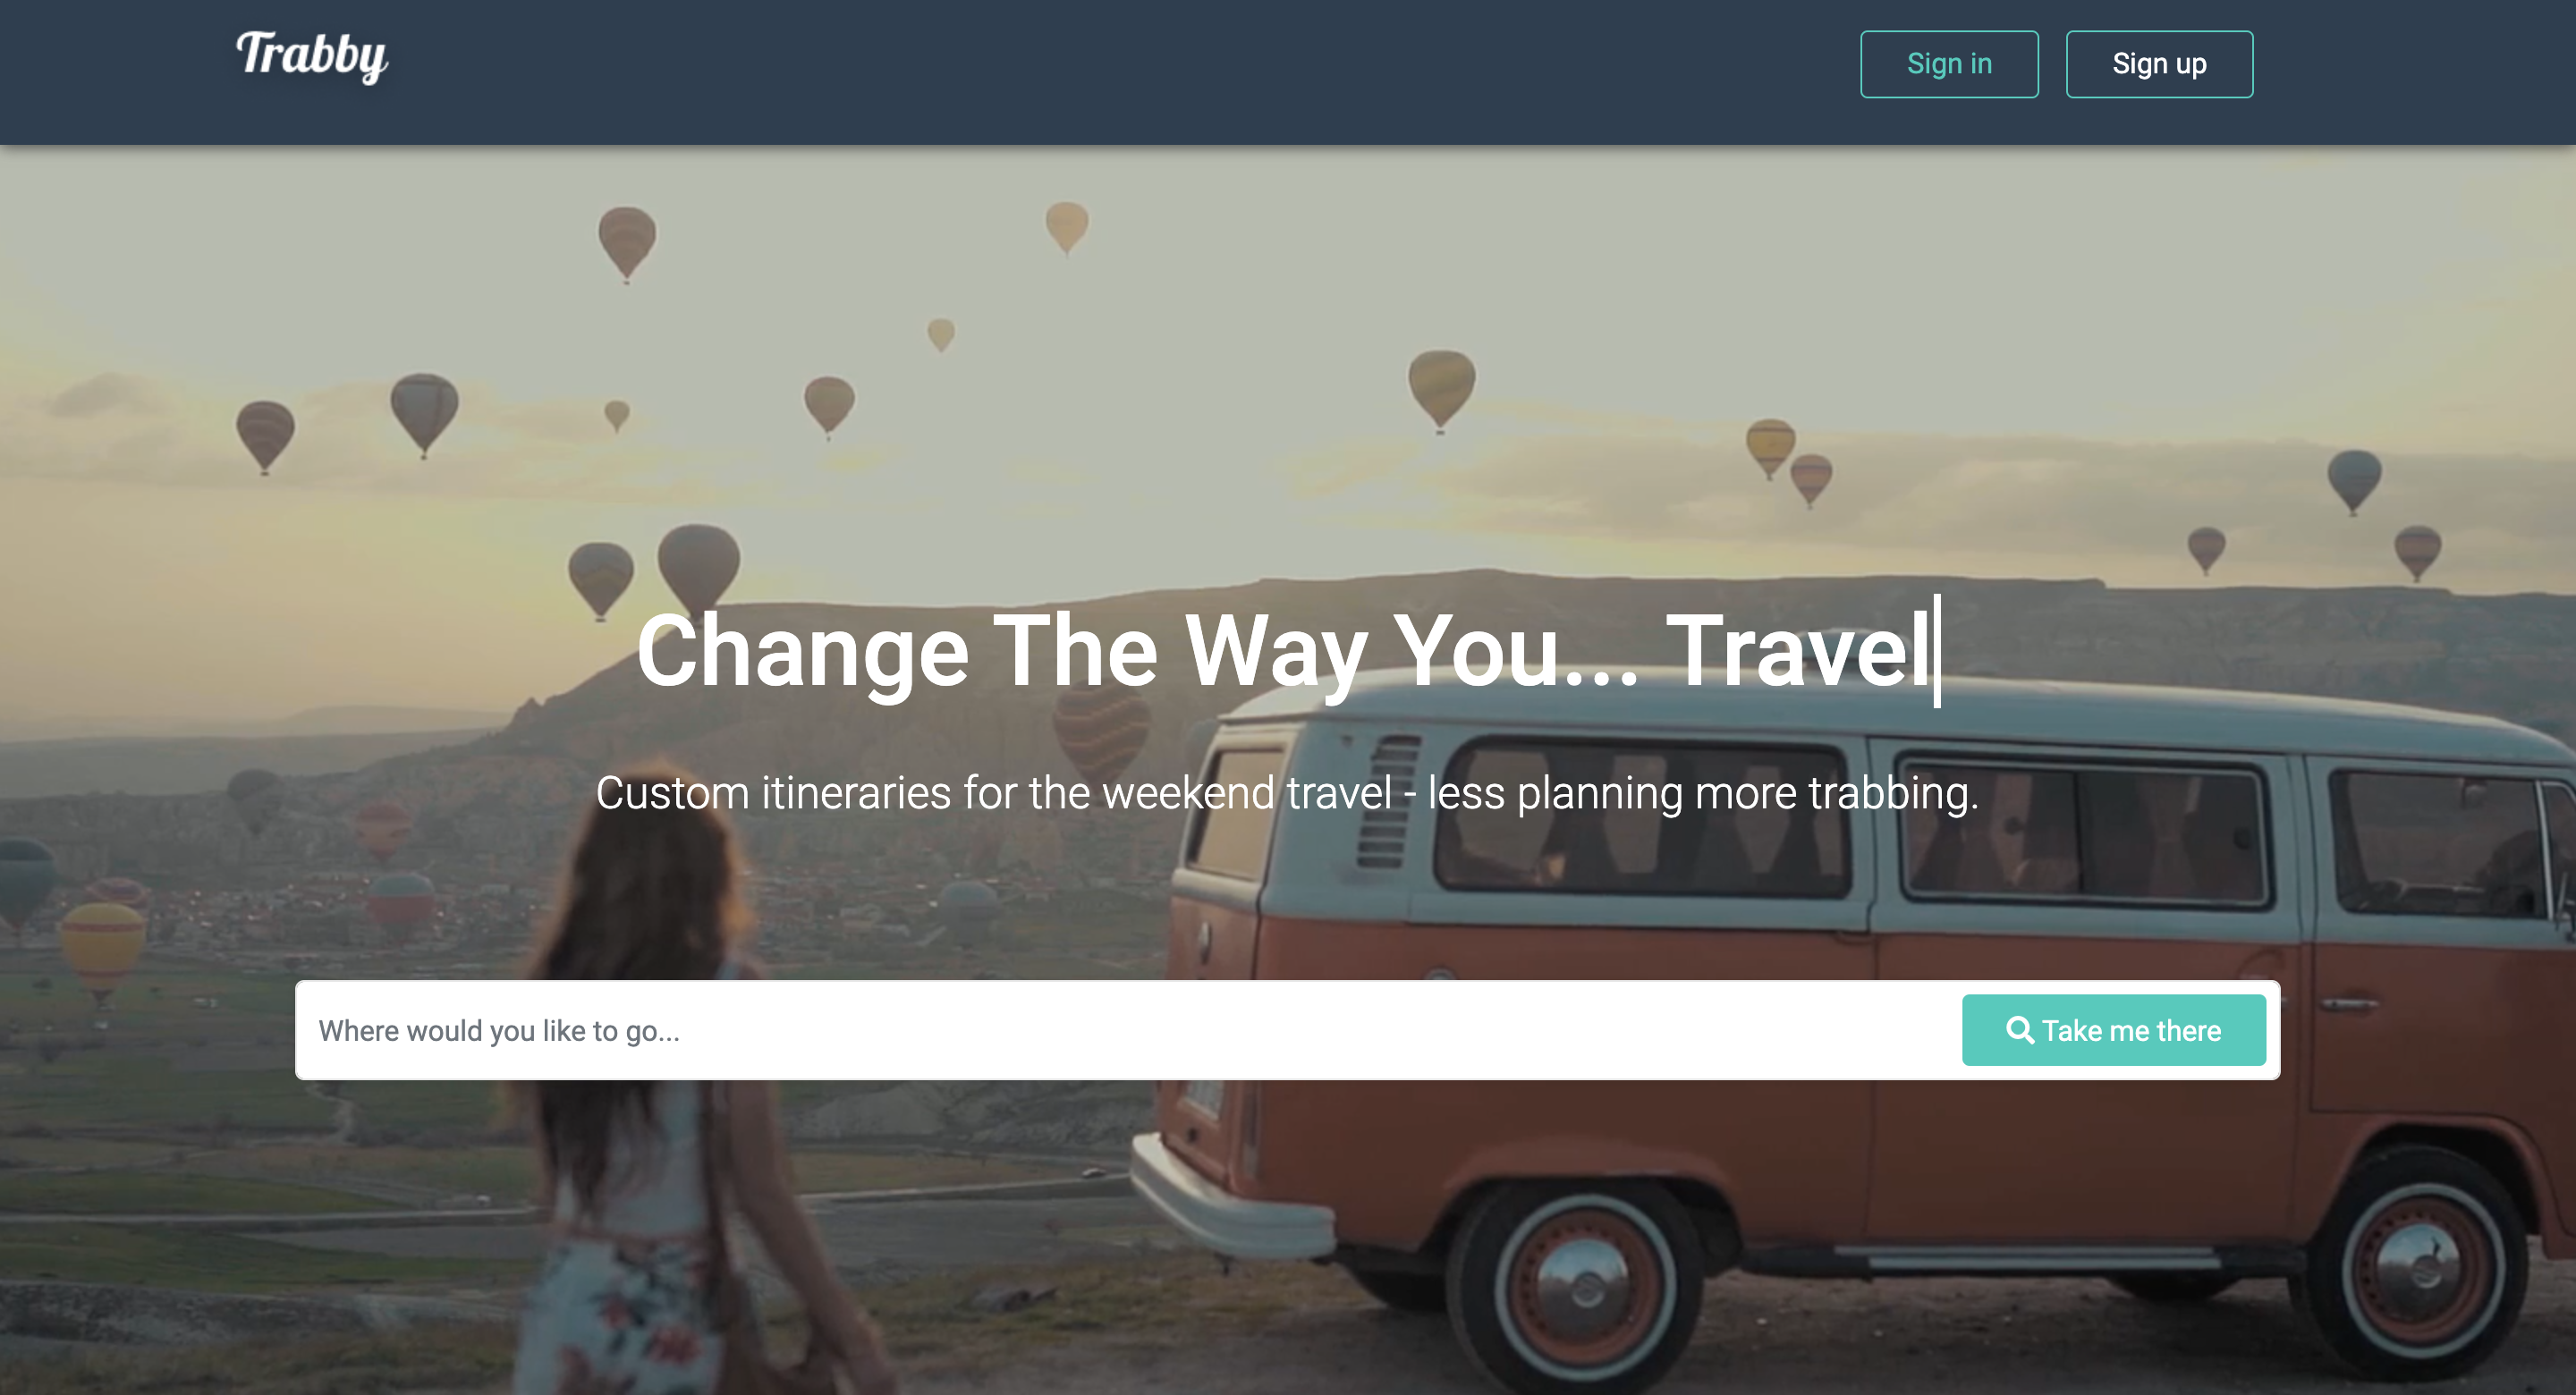 Trabby
Sign in
Sign up
Change The Way You... Travel
Custom itineraries for the weekend travel - less planning more trabbing.
Where would you like to go...
Take me there